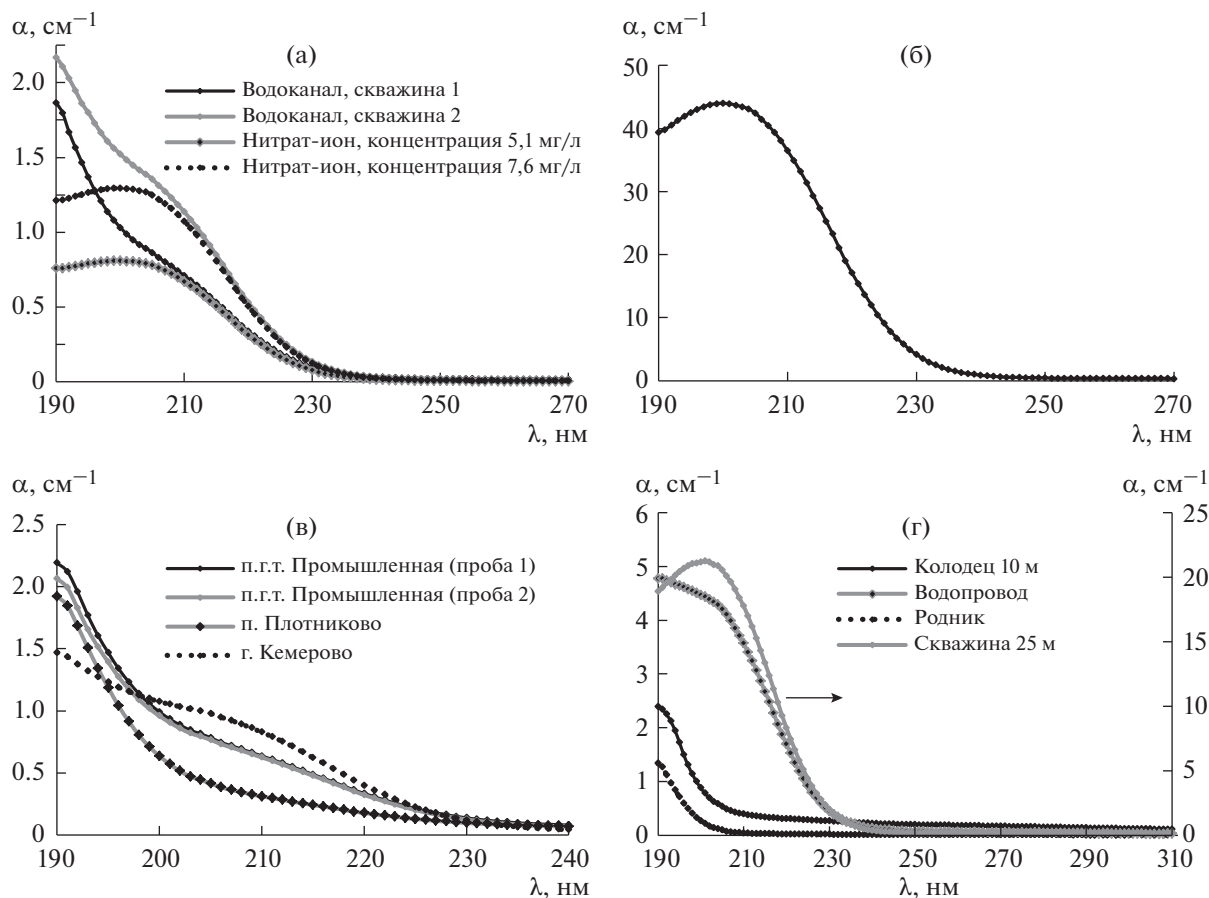 α, см⁻¹
(а)
2.0
1.5
1.0
0.5
0
190 210 230 250 270
λ, нм
Водоканал, скважина 1
Водоканал, скважина 2
Нитрат-ион, концентрация 5,1 мг/л
Нитрат-ион, концентрация 7,6 мг/л
α, см⁻¹
(б)
50
40
30
20
10
0
190 210 230 250 270
λ, нм
α, см⁻¹
(в)
2.5
2.0
1.5
1.0
0.5
0
190 200 210 220 230 240
λ, нм
п.г.т. Промышленная (проба 1)
п.г.т. Промышленная (проба 2)
п. Плотниково
г. Кемерово
α, см⁻¹
α, см⁻¹
(г)
6
5
4
3
2
1
0
25
20
15
10
5
0
190 210 230 250 270 290 310
λ, нм
Колодец 10 м
Водопровод
Родник
Скважина 25 м